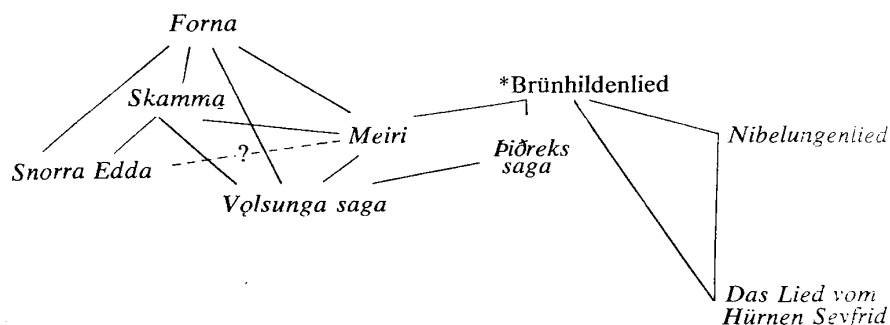 Forna
*Brünhildenlied
Skamma̧
Meiri
Nibelungenlied
?
Þiðreks
saga
Snorra Edda
Vǫlsunga saga
Das Lied vom
Hürnen Seyfrid